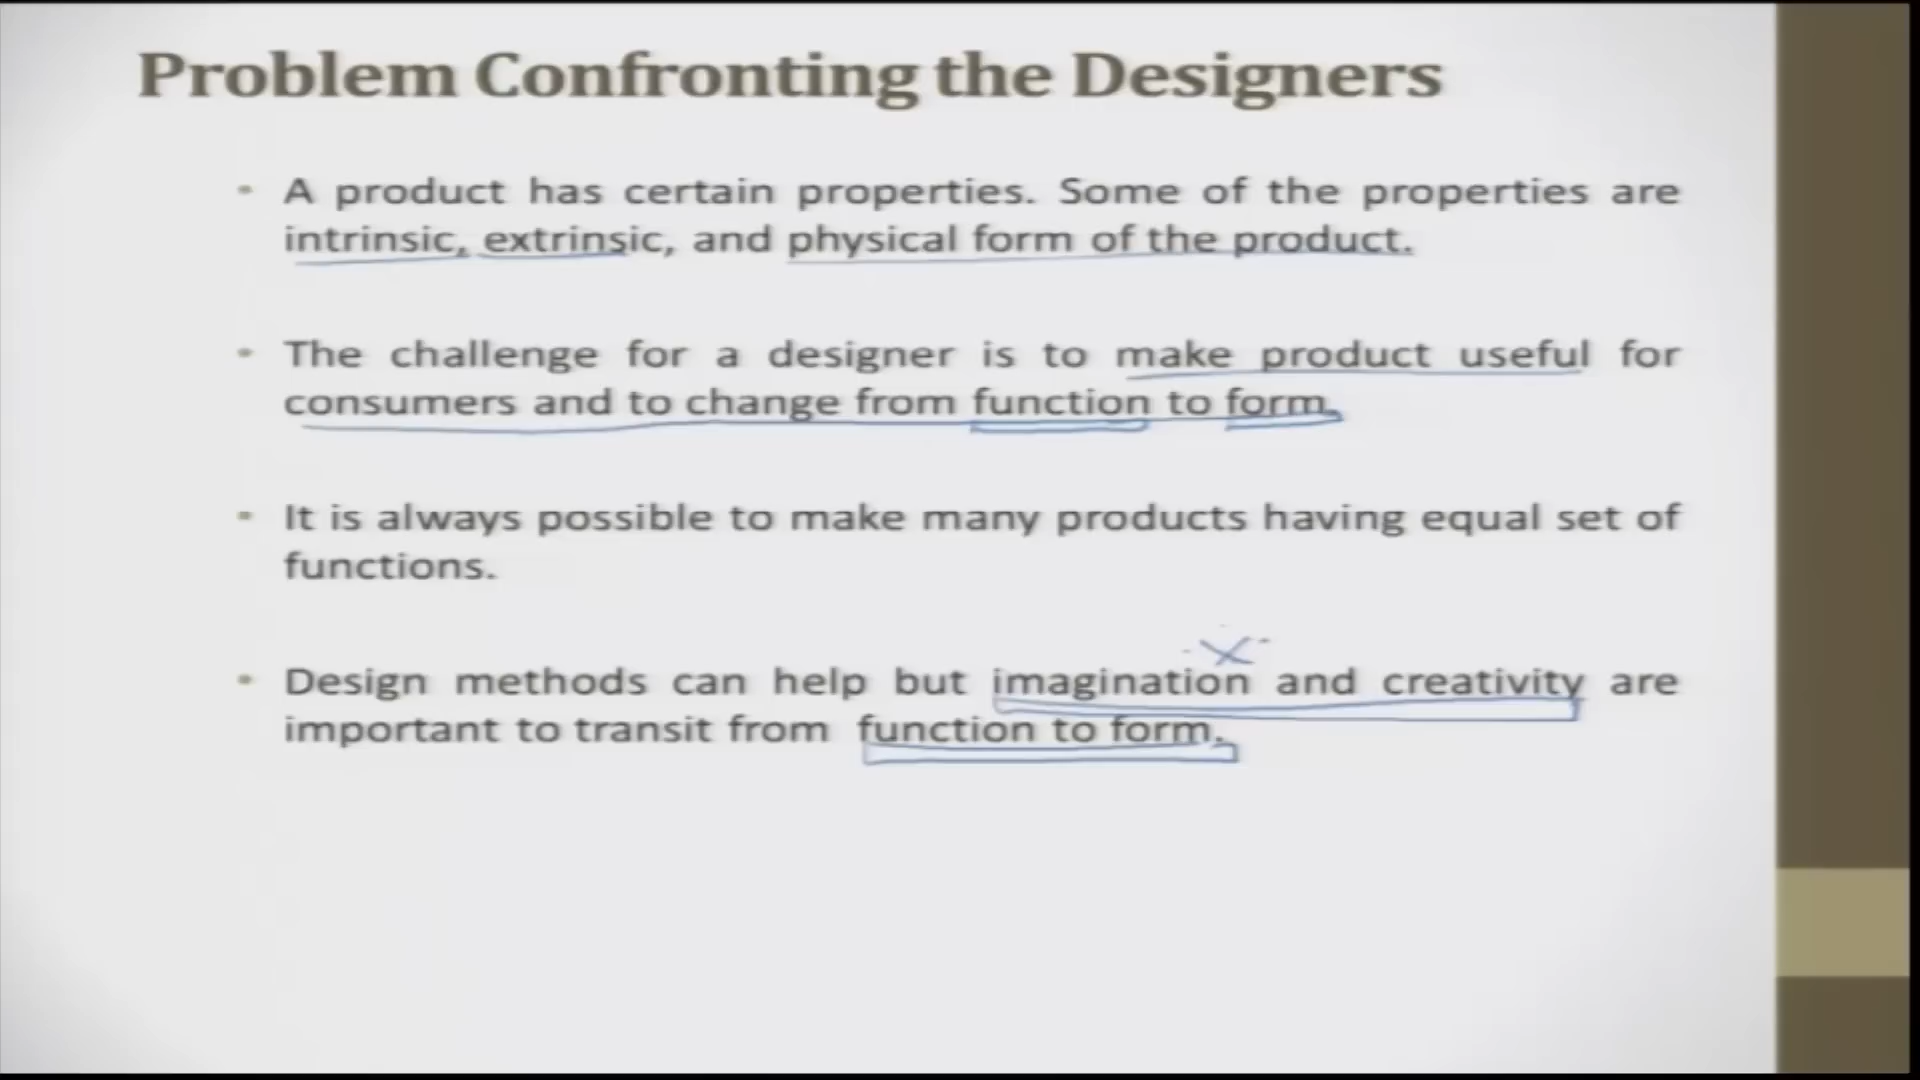 Problem Confronting the Designers
• A product has certain properties. Some of the properties are
intrinsic, extrinsic, and physical form of the product.
• The challenge for a designer is to make product useful for
consumers and to change from function to form.
• It is always possible to make many products having equal set of
functions.
• Design methods can help but imagination and creativity are
important to transit from function to form.